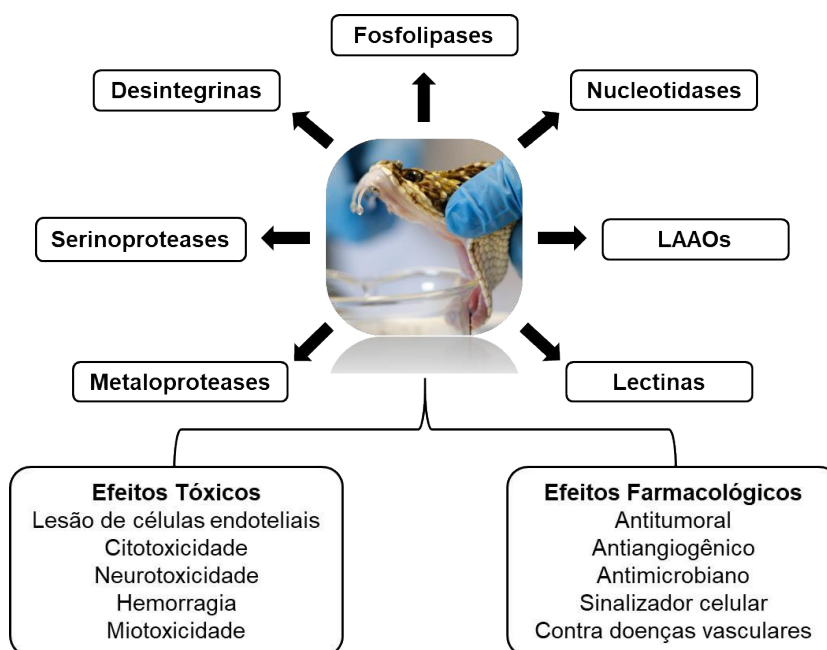 Fosfolipases
Desintegrinas
Nucleotidases
Serinoproteases
LAAOs
Metaloproteases
Lectinas
Efeitos Tóxicos
Lesão de células endoteliais
Citotoxicidade
Neurotoxicidade
Hemorragia
Miotoxicidade
Efeitos Farmacológicos
Antitumoral
Antiangiogênico
Antimicrobiano
Sinalizador celular
Contra doenças vasculares